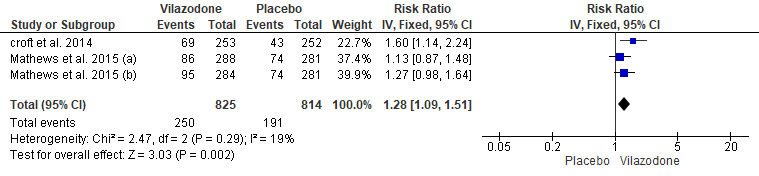 Vilazodone Placebo Risk Ratio Risk Ratio
Study or Subgroup Events Total Events Total Weight IV, Fixed, 95% CI IV, Fixed, 95% CI
croft et al. 2014 69 253 43 252 22.7% 1.60 [1.14, 2.24]
Mathews et al. 2015 (a) 86 288 74 281 37.4% 1.13 [0.87, 1.48]
Mathews et al. 2015 (b) 95 284 74 281 39.9% 1.27 [0.98, 1.64]
Total (95% CI) 825 814 100.0% 1.28 [1.09, 1.51]
Total events 250 191
Heterogeneity: Chi² = 2.47, df = 2 (P = 0.29); I² = 19%
Test for overall effect: Z = 3.03 (P = 0.002)
0.05 0.2 1 5 20
Placebo Vilazodone